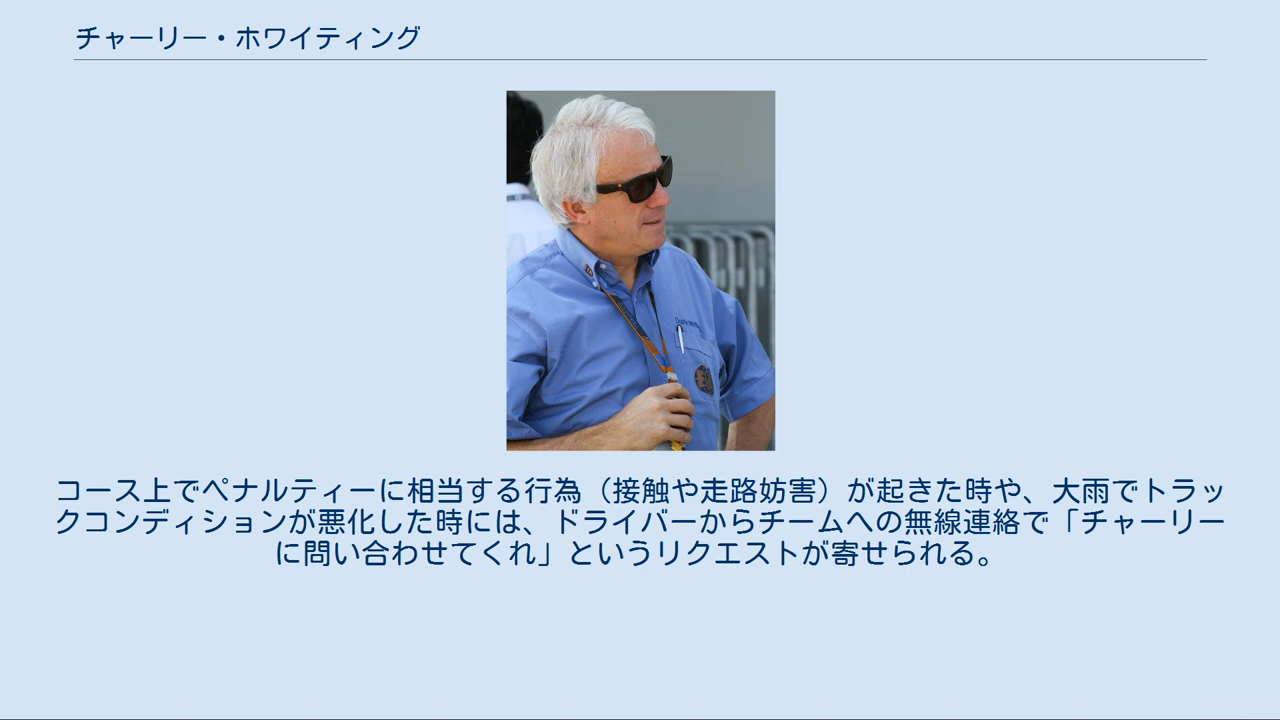 チャーリー・ホワイティング
コース上でペナルティーに相当する行為（接触や走路妨害）が起きた時や、大雨でトラッ
クコンディションが悪化した時には、ドライバーからチームへの無線連絡で「チャーリー
に問い合わせてくれ」というリクエストが寄せられる。